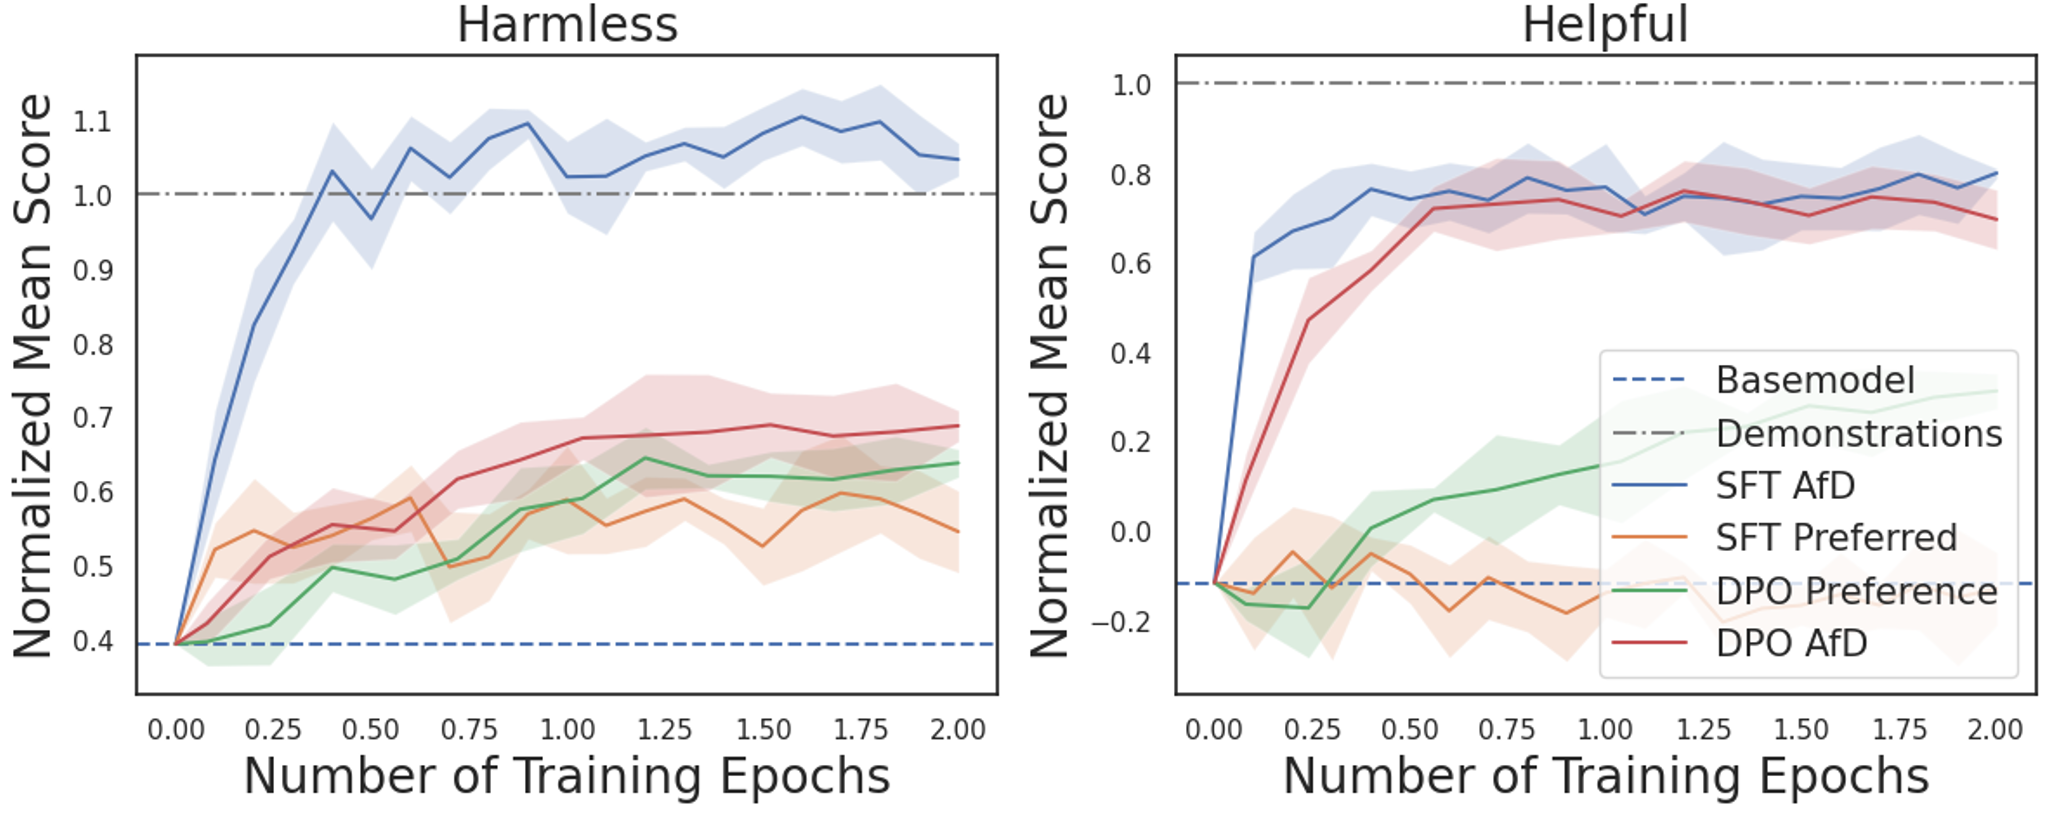 Harmless
Normalized Mean Score
1.1
1.0
0.9
0.8
0.7
0.6
0.5
0.4
0.00 0.25 0.50 0.75 1.00 1.25 1.50 1.75 2.00
Number of Training Epochs
Helpful
Normalized Mean Score
1.0
0.8
0.6
0.4
0.2
0.0
−0.2
Basemodel
Demonstrations
SFT AfD
SFT Preferred
DPO Preference
DPO AfD
0.00 0.25 0.50 0.75 1.00 1.25 1.50 1.75 2.00
Number of Training Epochs